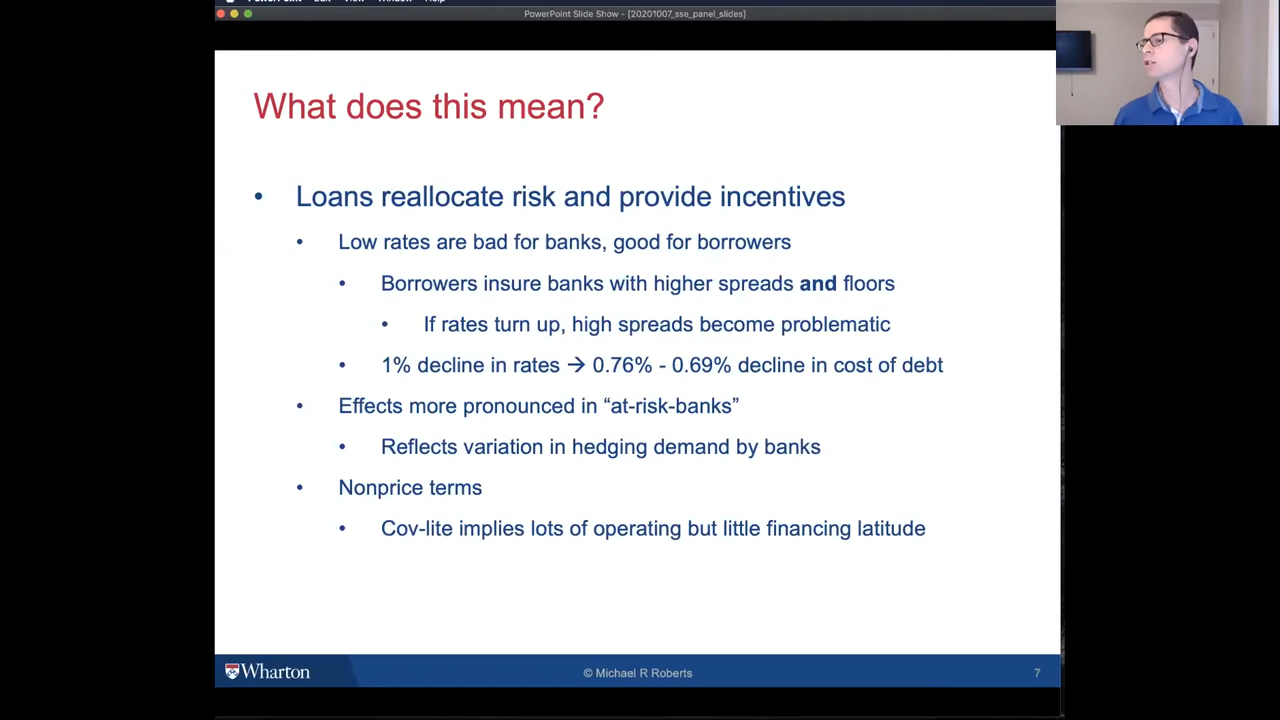 PowerPoint Slide Show - [20201007_sse_panel_slides]
What does this mean?
• Loans reallocate risk and provide incentives
• Low rates are bad for banks, good for borrowers
• Borrowers insure banks with higher spreads and floors
• If rates turn up, high spreads become problematic
• 1% decline in rates → 0.76% - 0.69% decline in cost of debt
• Effects more pronounced in “at-risk-banks”
• Reflects variation in hedging demand by banks
• Nonprice terms
• Cov-lite implies lots of operating but little financing latitude
Wharton
© Michael R Roberts
7